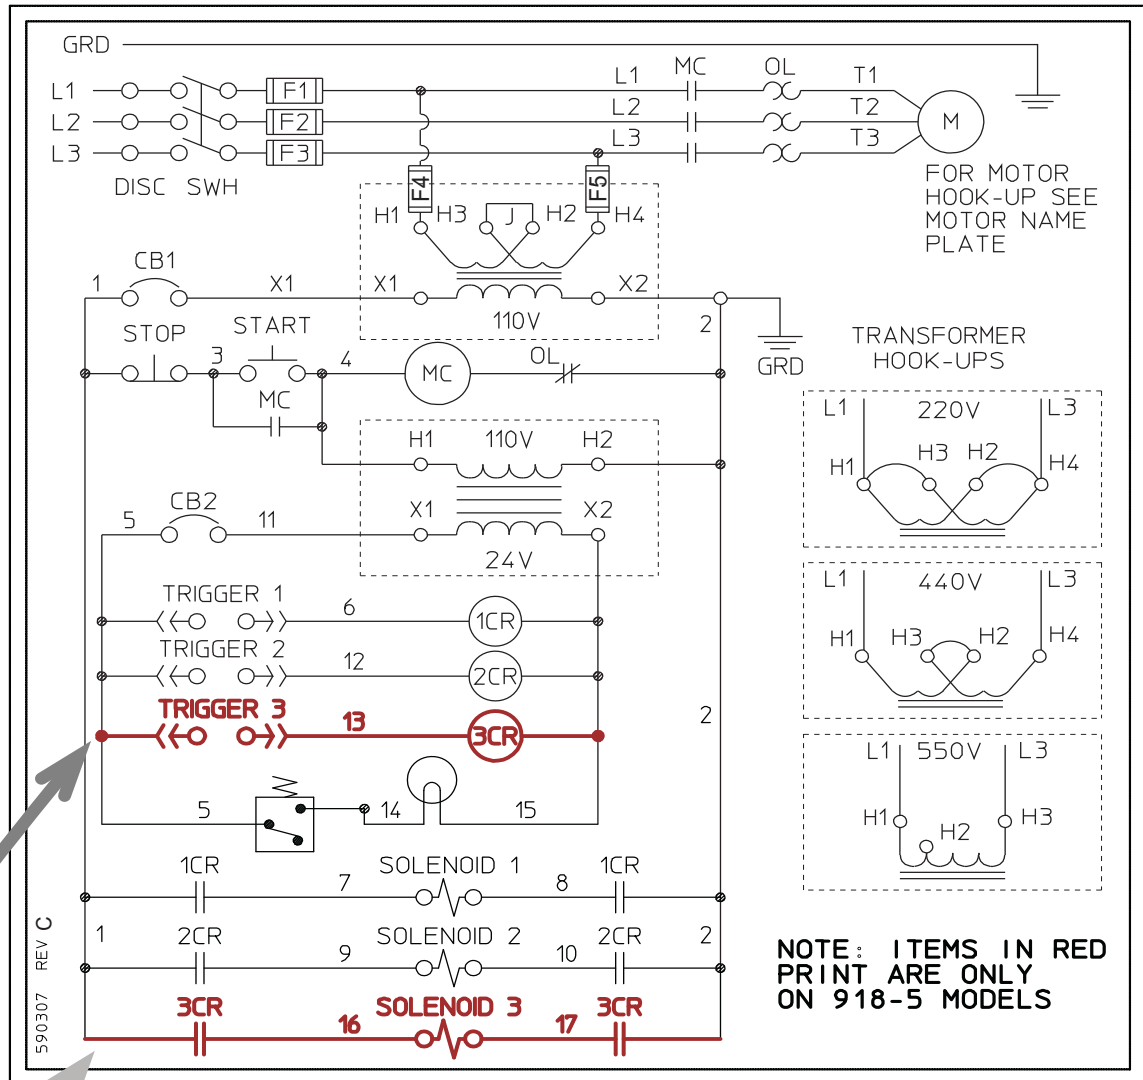 GRD
L1 F1 L1 MC OL T1
L2 F2 L2 T2 M
L3 F3 L3 T3
DISC SWH
FOR MOTOR
HOOK-UP SEE
MOTOR NAME
PLATE
F4 F5
H1 H3 J H2 H4
CB1
1 X1 X1 X2
110V 2
GRD
STOP START
3 4 MC OL
MC
H1 110V H2
CB2
5 11 X1 X2
24V
TRIGGER 1 6 1CR
TRIGGER 2 12 2CR
TRIGGER 3 13 3CR
2
5 14 15
1CR 7 SOLENOID 1 8 1CR
1 2
2CR 9 SOLENOID 2 10 2CR
3CR 16 SOLENOID 3 17 3CR
590307 REV C
TRANSFORMER
HOOK-UPS
L1 220V L3
H1 H3 H2 H4
L1 440V L3
H1 H3 H2 H4
L1 550V L3
H1 H2 H3
NOTE: ITEMS IN RED
PRINT ARE ONLY
ON 918-5 MODELS